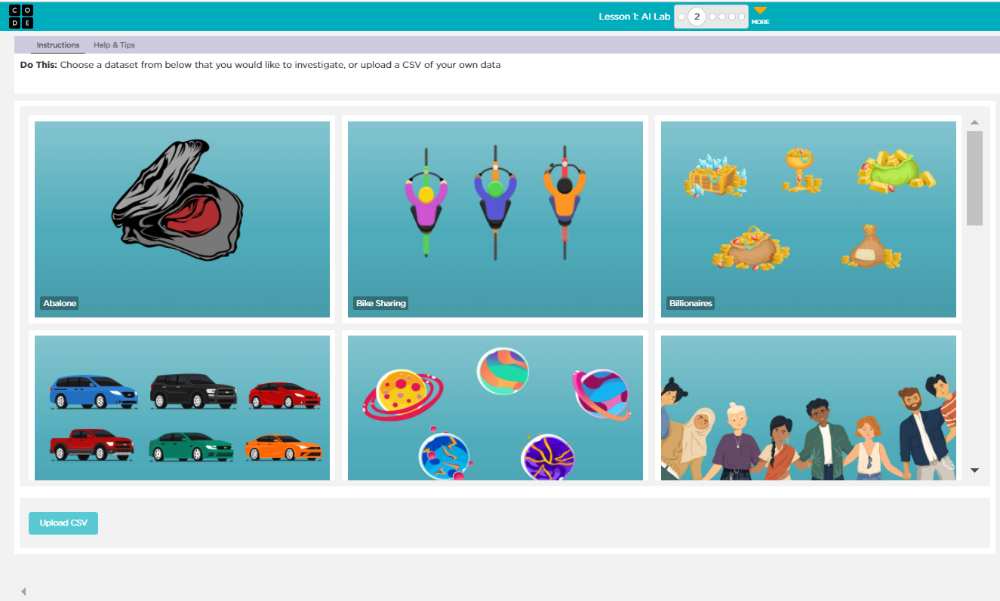 C O
D E
Lesson 1: AI Lab
2
MORE
Instructions
Help & Tips
Do This: Choose a dataset from below that you would like to investigate, or upload a CSV of your own data
Abalone
Bike Sharing
Billionaires
Upload CSV